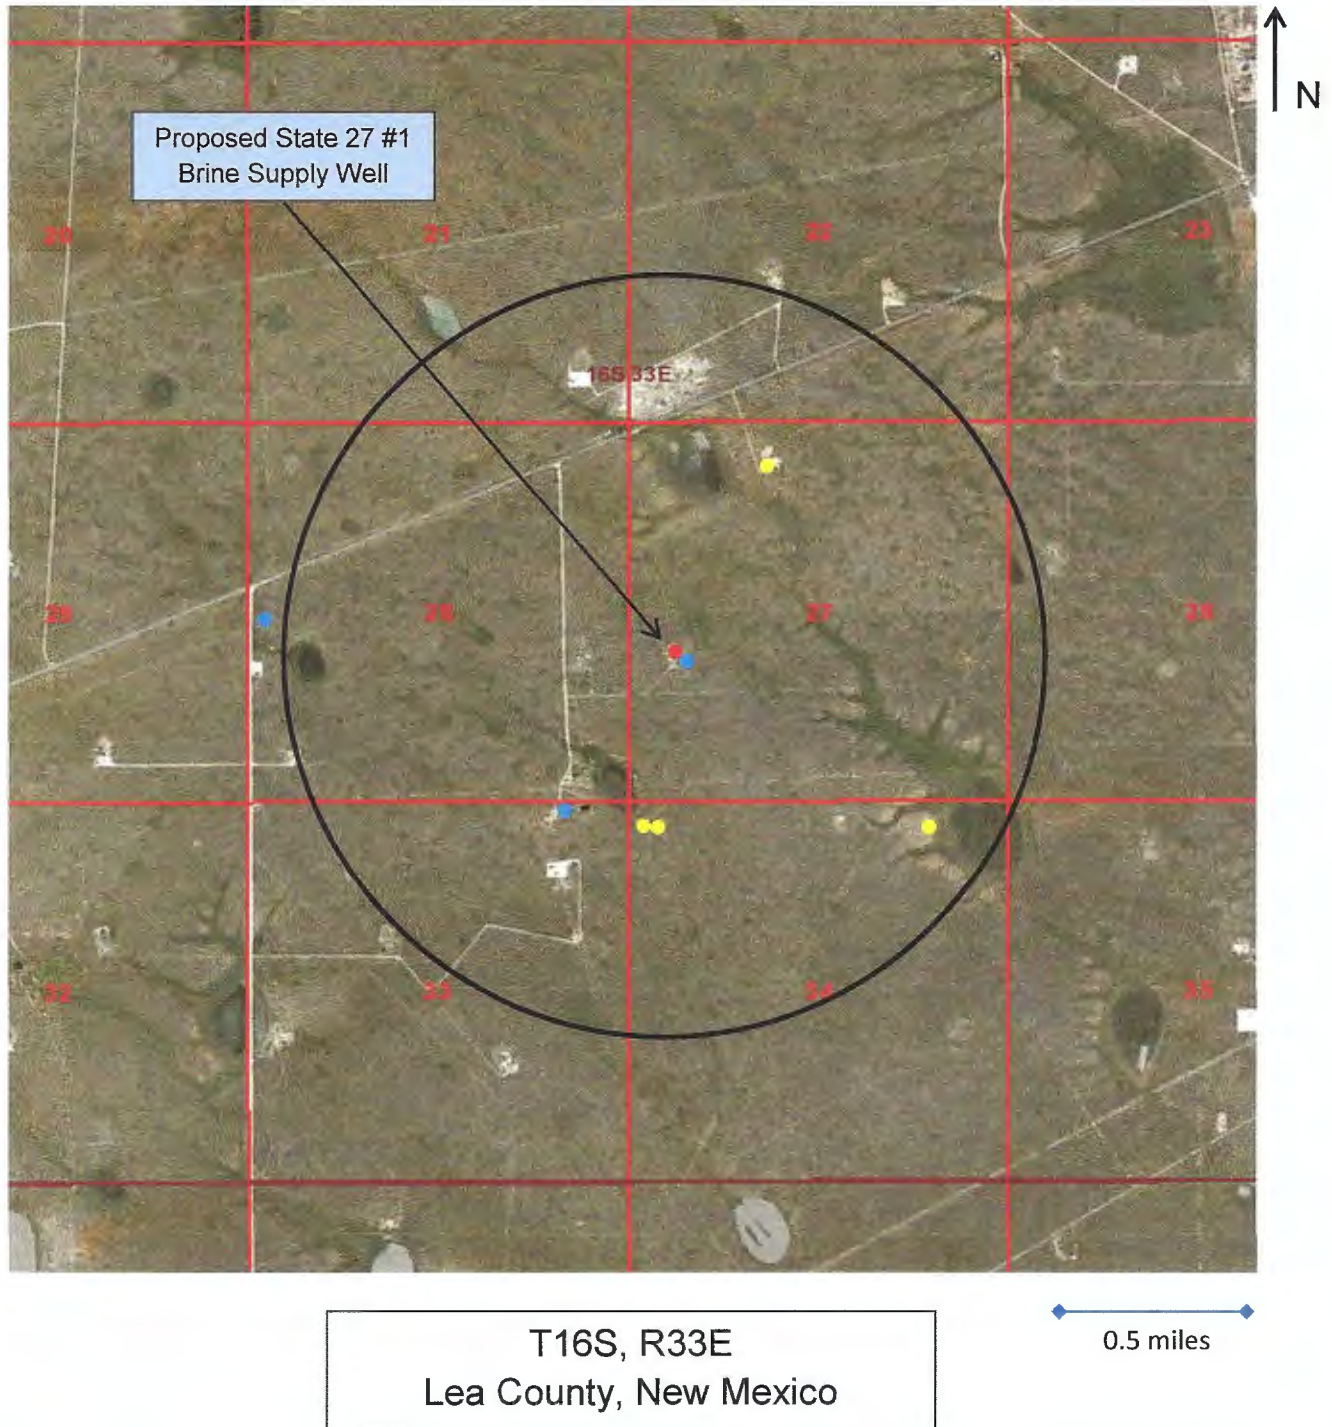 N
Proposed State 27 #1
Brine Supply Well
20
21
22
23
16S 33E
29
28
27
26
32
33
34
35
0.5 miles
T16S, R33E
Lea County, New Mexico